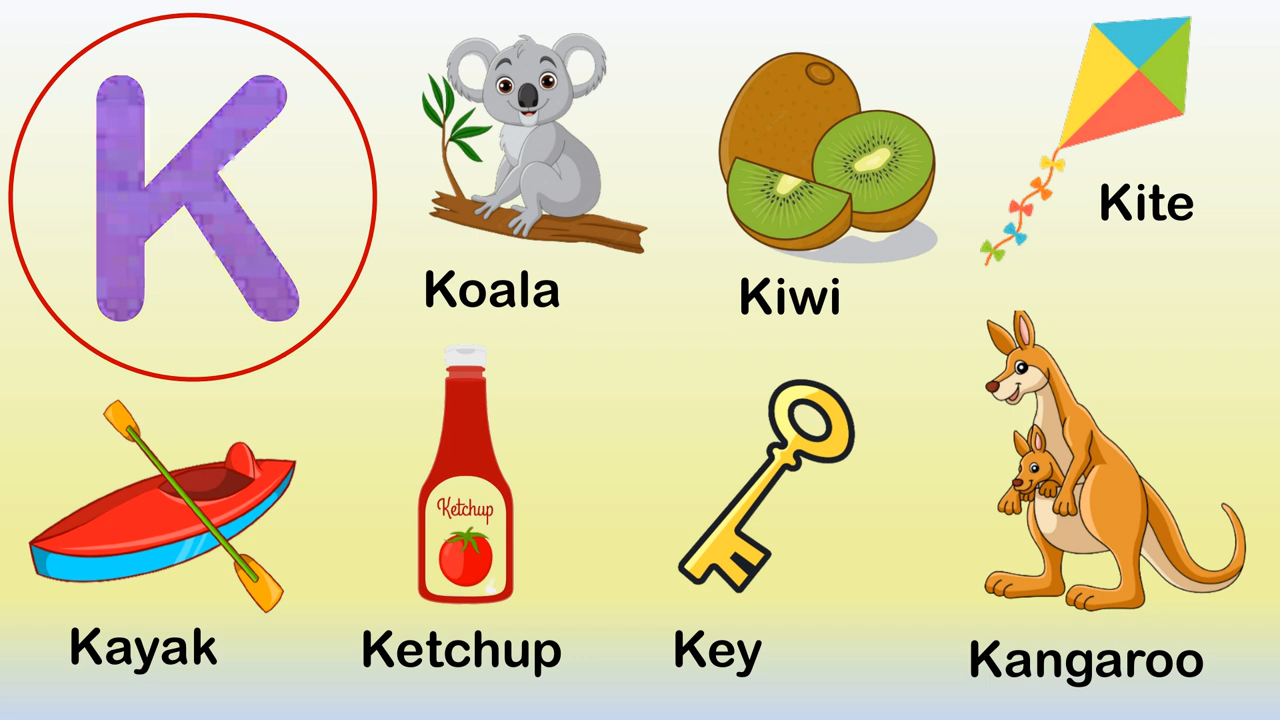 K
Koala
Kiwi
Kite
Kayak
Ketchup
Ketchup
Key
Kangaroo